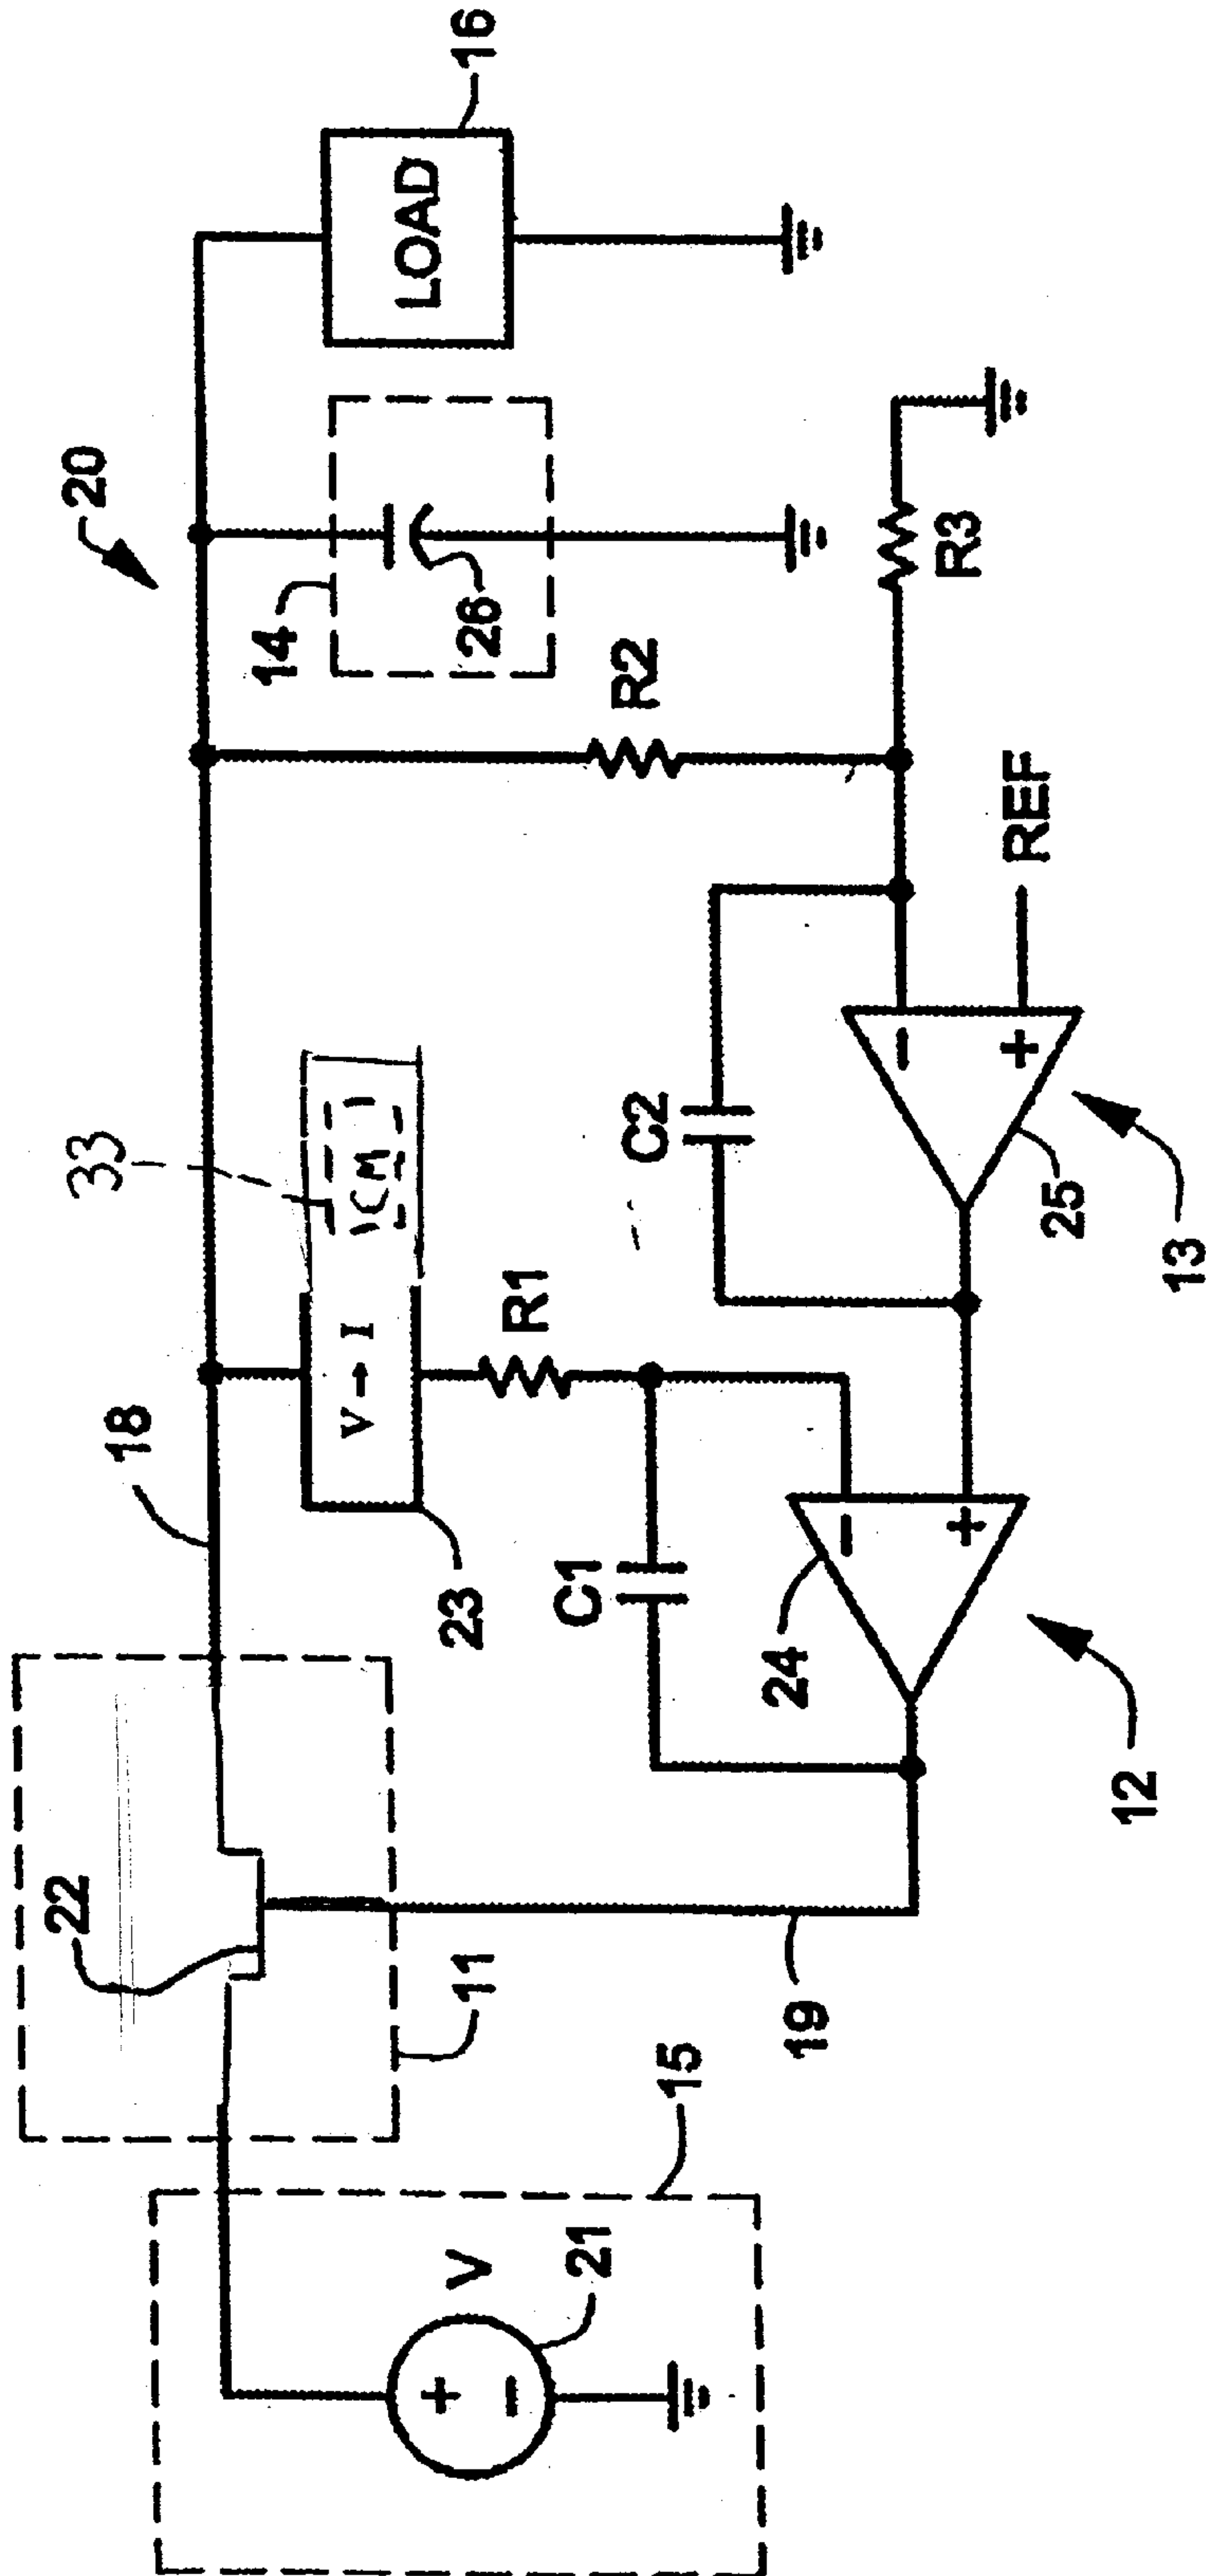 20
22
18
33
11
15
V
+
−
21
V → I
CM
23
R1
14
26
LOAD
16
R2
R3
C1
C2
REF
24
−
+
25
−
+
19
12
13